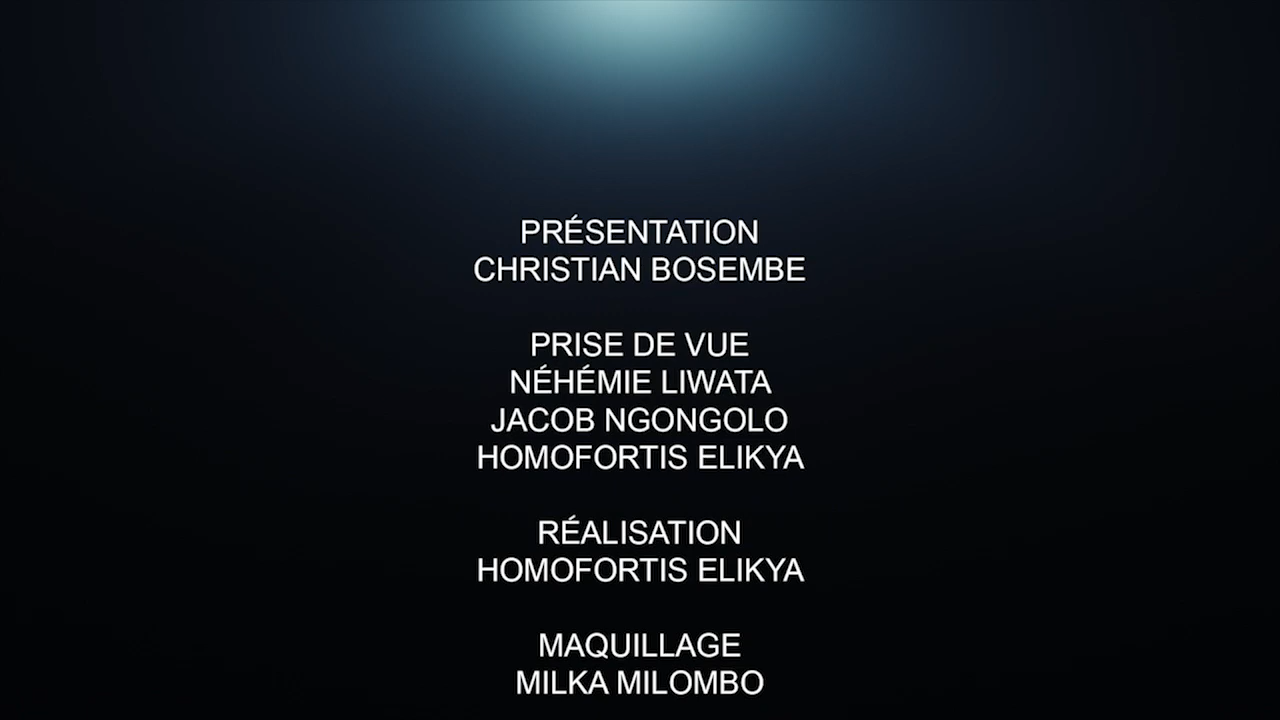 PRÉSENTATION
CHRISTIAN BOSEMBE
PRISE DE VUE
NÉHÉMIE LIWATA
JACOB NGONGOLO
HOMOFORTIS ELIKYA
RÉALISATION
HOMOFORTIS ELIKYA
MAQUILLAGE
MILKA MILOMBO